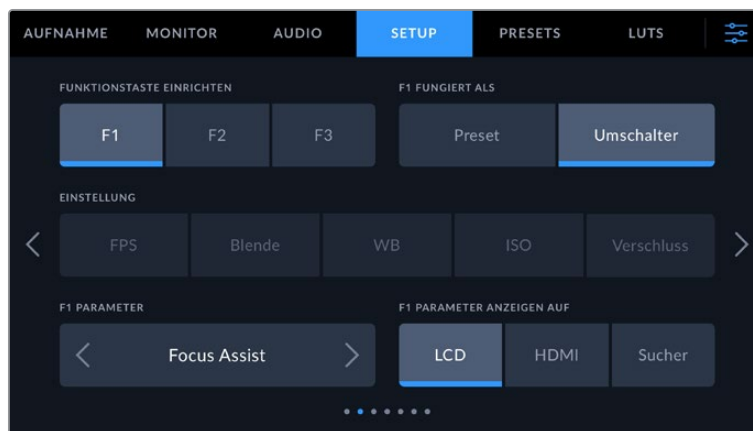 AUFNAHME MONITOR AUDIO SETUP PRESETS LUTS
FUNKTIONSTASTE EINRICHTEN F1 FUNGIERT ALS
F1 F2 F3 Preset Umschalter
EINSTELLUNG
FPS Blende WB ISO Verschluss
F1 PARAMETER F1 PARAMETER ANZEIGEN AUF
Focus Assist LCD HDMI Sucher